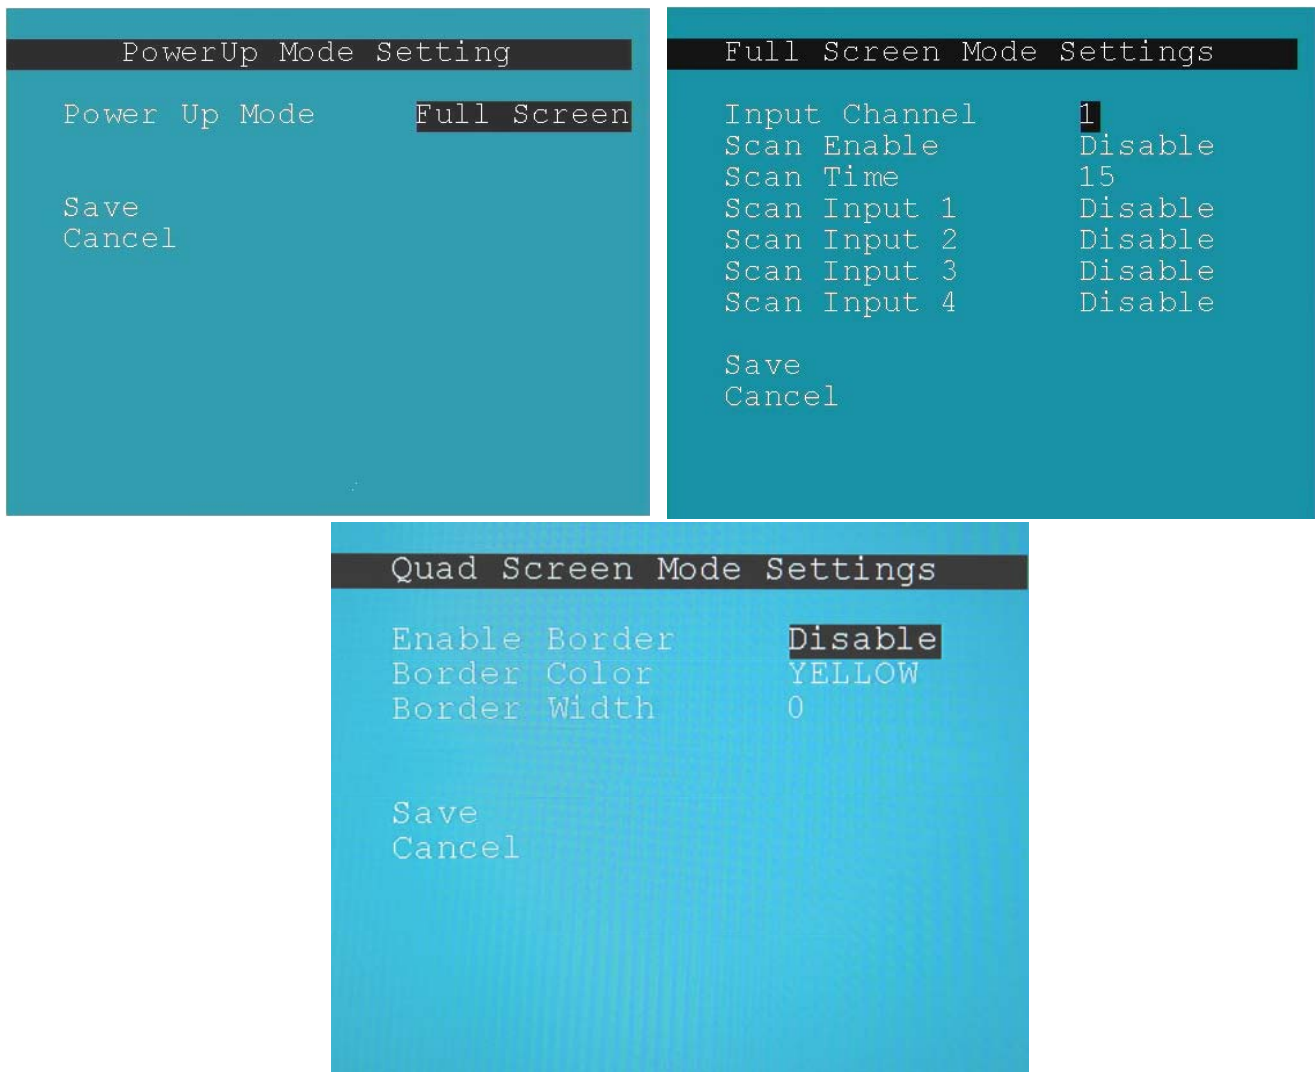 PowerUp Mode Setting
Power Up Mode Full Screen
Save
Cancel
Full Screen Mode Settings
Input Channel 1
Scan Enable Disable
Scan Time 15
Scan Input 1 Disable
Scan Input 2 Disable
Scan Input 3 Disable
Scan Input 4 Disable
Save
Cancel
Quad Screen Mode Settings
Enable Border Disable
Border Color YELLOW
Border Width 0
Save
Cancel